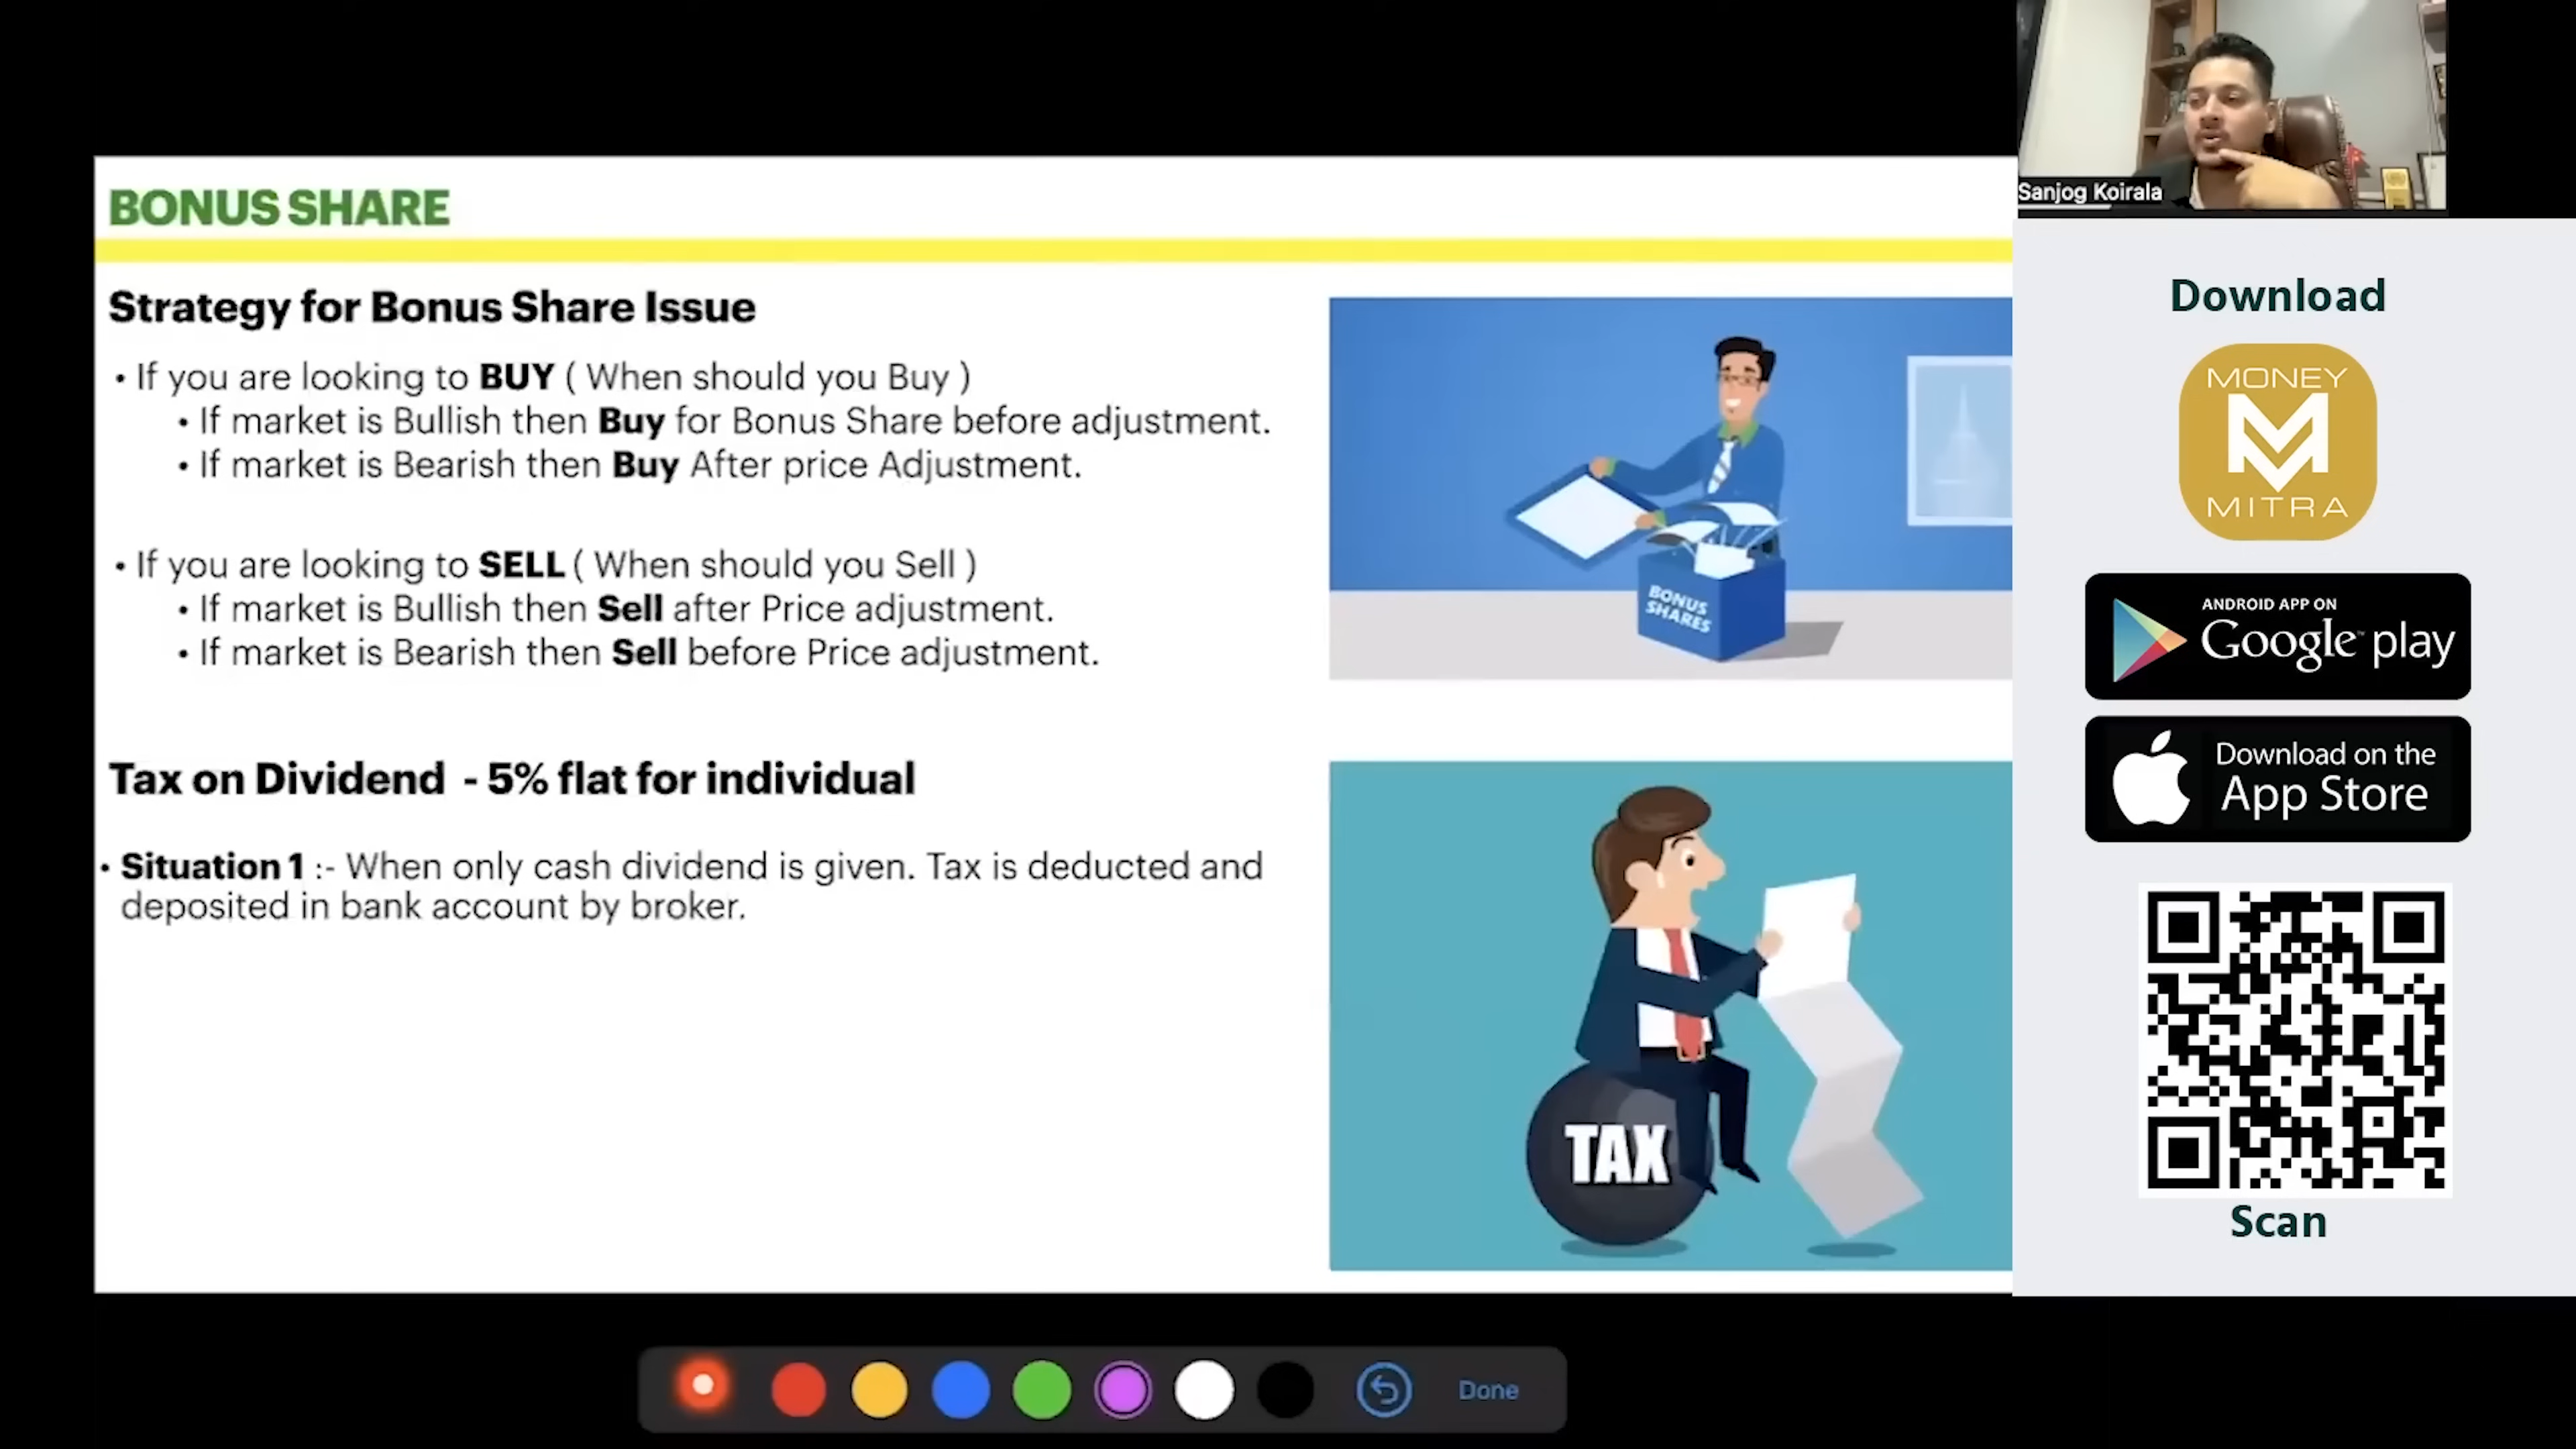 BONUS SHARE
Strategy for Bonus Share Issue
• If you are looking to BUY ( When should you Buy )
• If market is Bullish then Buy for Bonus Share before adjustment.
• If market is Bearish then Buy After price Adjustment.
• If you are looking to SELL ( When should you Sell )
• If market is Bullish then Sell after Price adjustment.
• If market is Bearish then Sell before Price adjustment.
Tax on Dividend - 5% flat for individual
• Situation 1 :- When only cash dividend is given. Tax is deducted and
deposited in bank account by broker.
BONUS
SHARES
TAX
Sanjog Koirala
Download
MONEY
MITRA
ANDROID APP ON
Google play
Download on the
App Store
Scan
Done